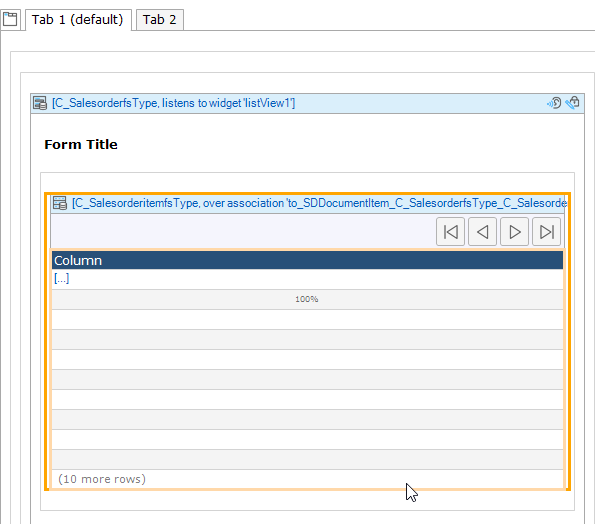 Tab 1 (default) Tab 2
[C_SalesorderfsType, listens to widget 'listView1']
Form Title
[C_SalesorderitemfsType, over association 'to_SDDocumentItem_C_SalesorderfsType_C_Salesorde
Column
[...]
100%
(10 more rows)